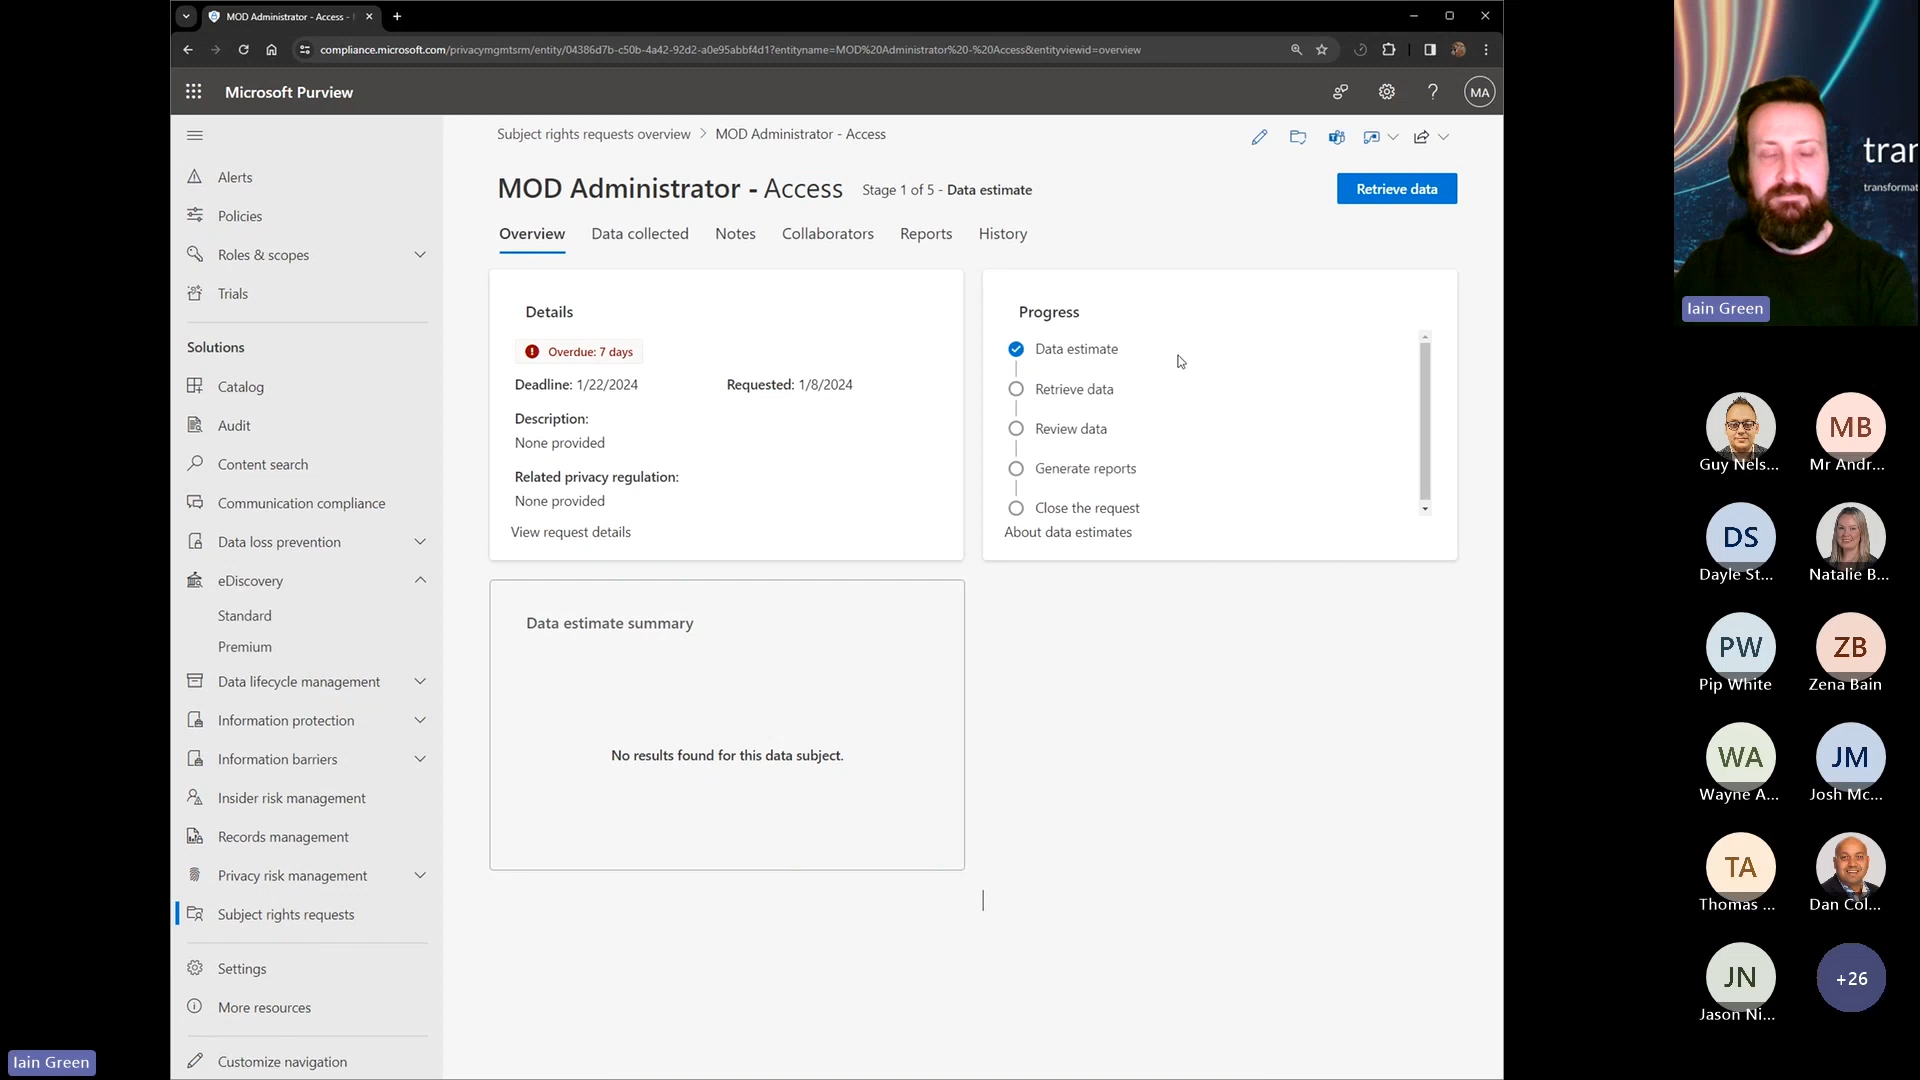 MOD Administrator - Access -
compliance.microsoft.com/privacymgmtsrm/entity/04386d7b-c50b-4a42-92d2-a0e95abbf4d1?entityname=MOD%20Administrator%20-%20Access&entityviewid=overview
Microsoft Purview
MA
Subject rights requests overview > MOD Administrator - Access
MOD Administrator - Access
Stage 1 of 5 - Data estimate
Retrieve data
Overview
Data collected
Notes
Collaborators
Reports
History
Alerts
Policies
Roles & scopes
Trials
Solutions
Catalog
Audit
Content search
Communication compliance
Data loss prevention
eDiscovery
Standard
Premium
Data lifecycle management
Information protection
Information barriers
Insider risk management
Records management
Privacy risk management
Subject rights requests
Settings
More resources
Customize navigation
Details
Overdue: 7 days
Deadline: 1/22/2024
Requested: 1/8/2024
Description:
None provided
Related privacy regulation:
None provided
View request details
Progress
Data estimate
Retrieve data
Review data
Generate reports
Close the request
About data estimates
Data estimate summary
No results found for this data subject.
tran
transformat
Iain Green
Guy Nels...
MB
Mr Andr...
DS
Dayle St...
Natalie B...
PW
Pip White
ZB
Zena Bain
WA
Wayne A...
JM
Josh Mc...
TA
Thomas ...
Dan Col...
JN
Jason Ni...
+26
Iain Green